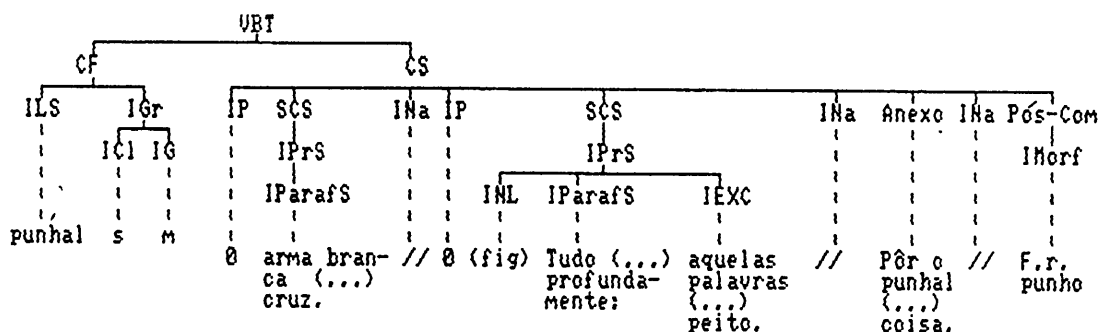 VBT
CF CS
ILS IGr IP SCS INa IP SCS INa Anexo INa Pós-Com
ICl IG IPrS IPrS IMorf
IParafS INL IParafS IEXC
punhal s m
0 arma bran- // 0 (fig) Tudo (...) aquelas // Pôr o // F.r.
ca (...) profunda- palavras punhal punho
cruz. mente: (...) (...)
peito. coisa.